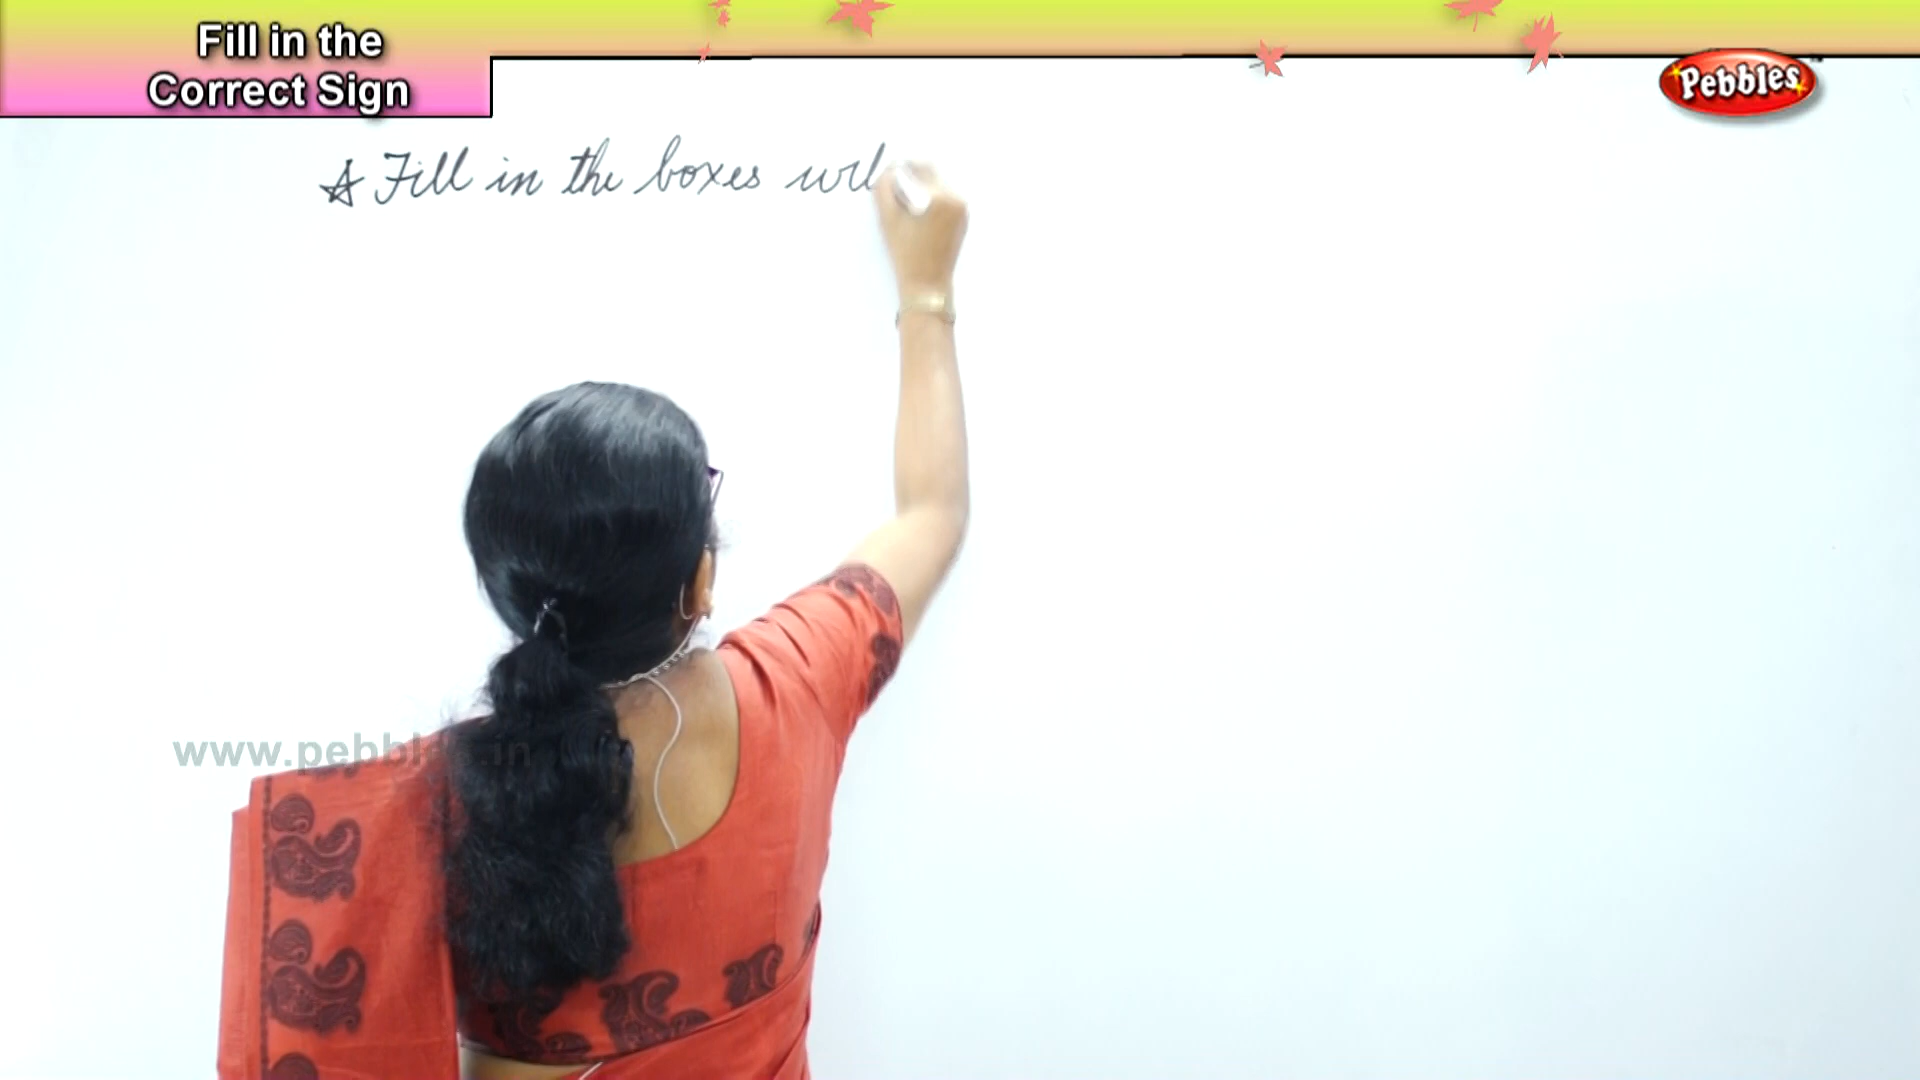 Fill in the
Correct Sign
Pebbles
Fill in the boxes
www.pebbles.in